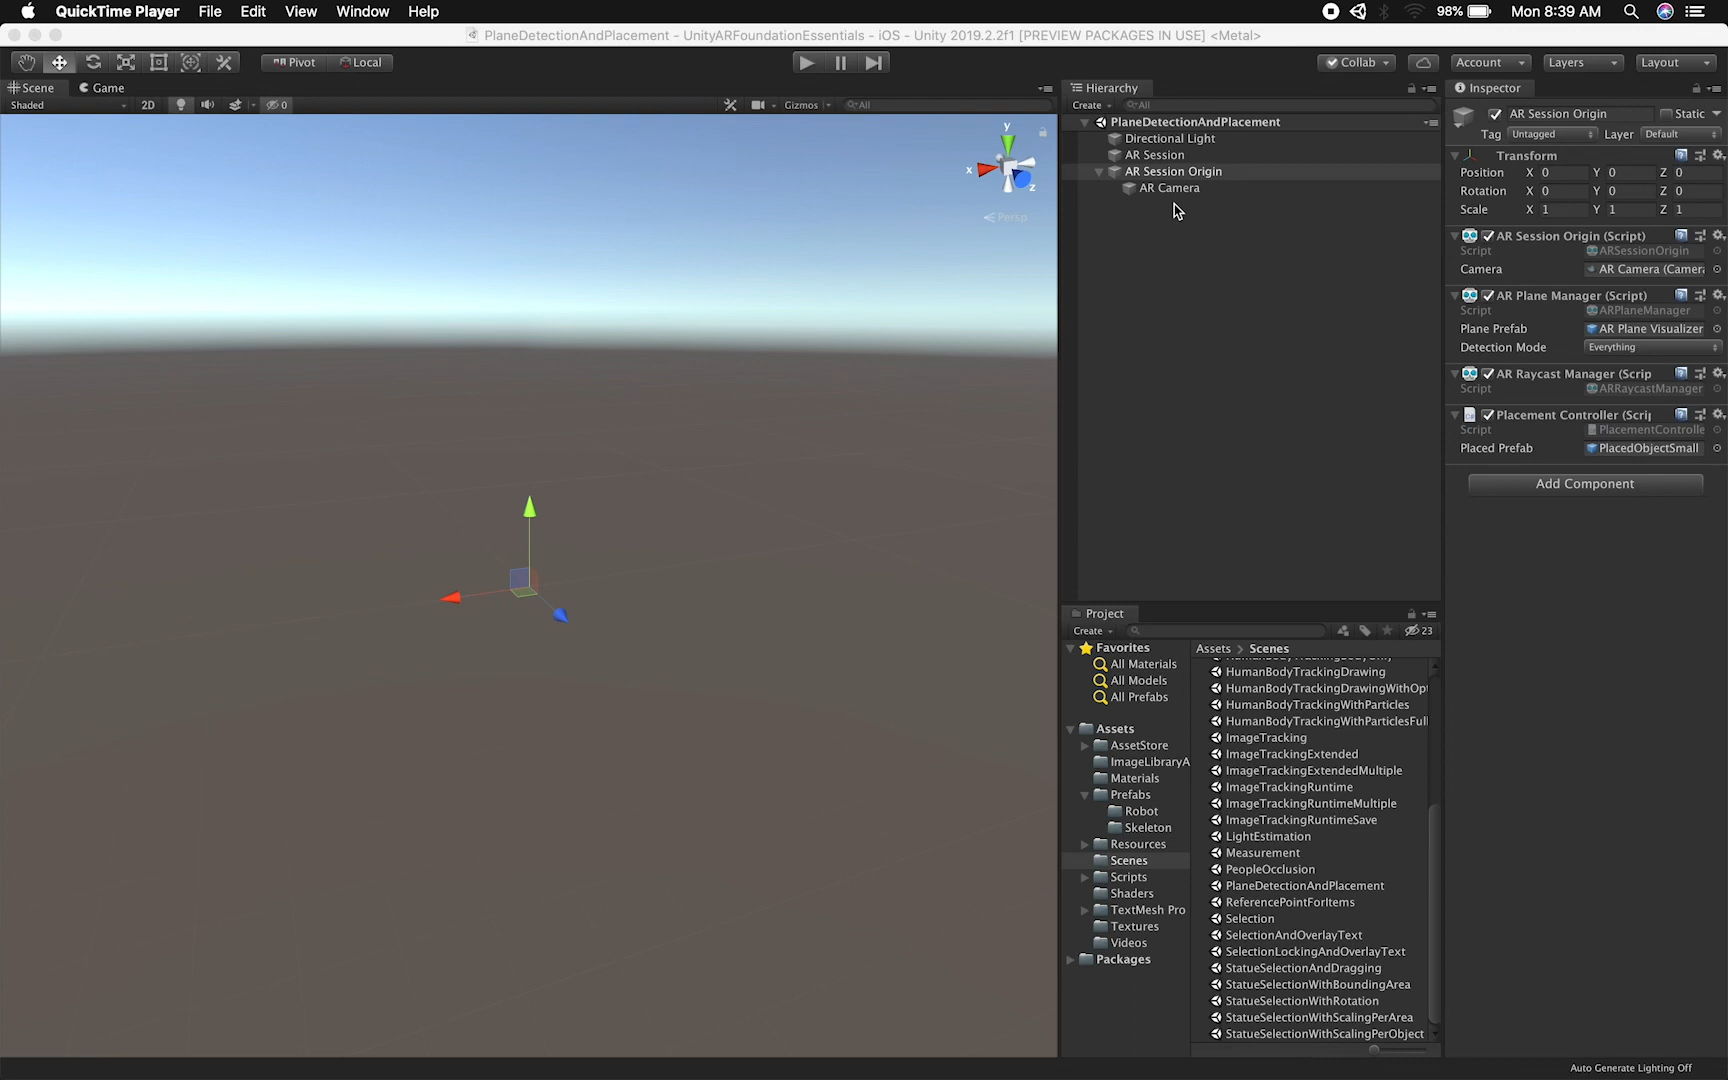 QuickTime Player File Edit View Window Help
98% Mon 8:39 AM
PlaneDetectionAndPlacement - UnityARFoundationEssentials - iOS - Unity 2019.2.2f1 [PREVIEW PACKAGES IN USE] <Metal>
Pivot Local
Collab Account Layers Layout
Scene Game
Shaded 2D 0 Gizmos All
y
x
z
Persp
Hierarchy
Create All
PlaneDetectionAndPlacement
Directional Light
AR Session
AR Session Origin
AR Camera
Project
Create 23
Favorites
All Materials
All Models
All Prefabs
Assets
AssetStore
ImageLibraryA
Materials
Prefabs
Robot
Skeleton
Resources
Scenes
Scripts
Shaders
TextMesh Pro
Textures
Videos
Packages
Assets > Scenes
HumanBodyTrackingDrawing
HumanBodyTrackingDrawingWithOpt
HumanBodyTrackingWithParticles
HumanBodyTrackingWithParticlesFull
ImageTracking
ImageTrackingExtended
ImageTrackingExtendedMultiple
ImageTrackingRuntime
ImageTrackingRuntimeMultiple
ImageTrackingRuntimeSave
LightEstimation
Measurement
PeopleOcclusion
PlaneDetectionAndPlacement
ReferencePointForItems
Selection
SelectionAndOverlayText
SelectionLockingAndOverlayText
StatueSelectionAndDragging
StatueSelectionWithBoundingArea
StatueSelectionWithRotation
StatueSelectionWithScalingPerArea
StatueSelectionWithScalingPerObject
Inspector
AR Session Origin Static
Tag Untagged Layer Default
Transform
Position X 0 Y 0 Z 0
Rotation X 0 Y 0 Z 0
Scale X 1 Y 1 Z 1
AR Session Origin (Script)
Script ARSessionOrigin
Camera AR Camera (Camera
AR Plane Manager (Script)
Script ARPlaneManager
Plane Prefab AR Plane Visualizer
Detection Mode Everything
AR Raycast Manager (Scrip
Script ARRaycastManager
Placement Controller (Scrip
Script PlacementControlle
Placed Prefab PlacedObjectSmall
Add Component
Auto Generate Lighting Off